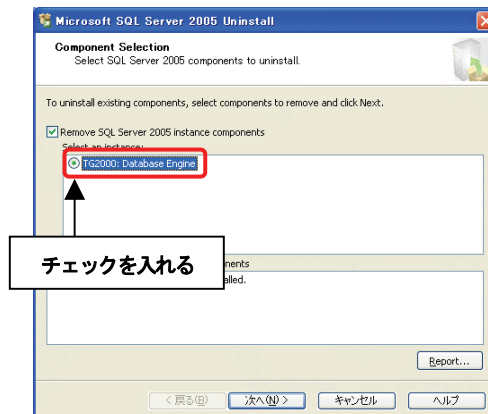 Microsoft SQL Server 2005 Uninstall
Component Selection
Select SQL Server 2005 components to uninstall.
To uninstall existing components, select components to remove and click Next.
Remove SQL Server 2005 instance components
Select an instance:
TG2000: Database Engine
チェックを入れる
nents
alled.
Report...
< 戻る(B)
次へ(N) >
キャンセル
ヘルプ